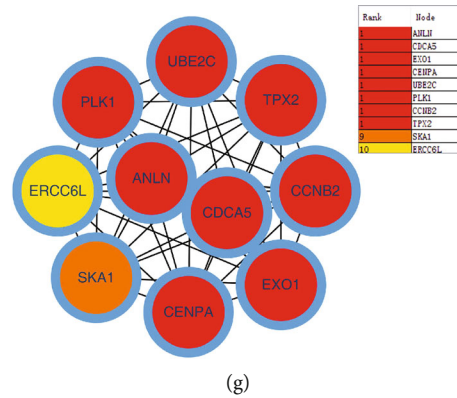 Rank Node
1 ANLN
1 CDCA5
1 EXO1
1 CENPA
1 UBE2C
1 PLK1
1 CCNB2
1 TPX2
9 SKA1
10 ERCC6L
UBE2C
PLK1
TPX2
ERCC6L
ANLN
CCNB2
CDCA5
SKA1
EXO1
CENPA
(g)